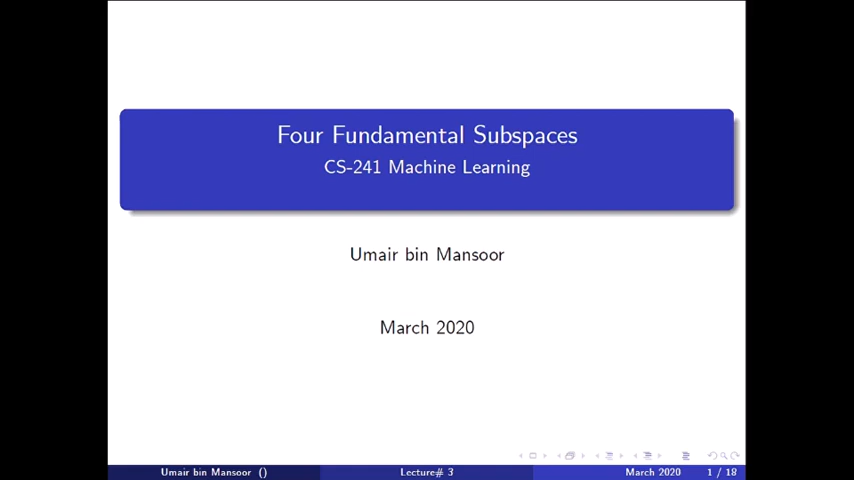 Four Fundamental Subspaces
CS-241 Machine Learning
Umair bin Mansoor
March 2020
Umair bin Mansoor ()
Lecture# 3
March 2020
1 / 18